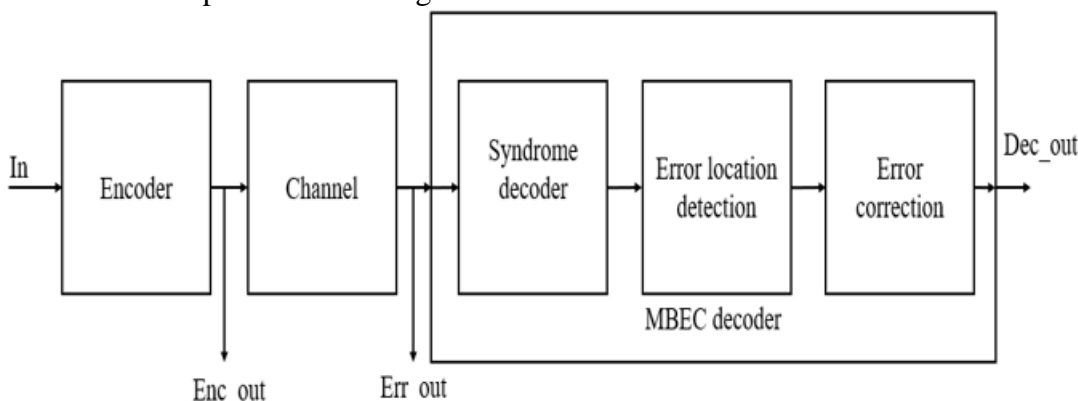 In
Encoder
Channel
Syndrome
decoder
Error location
detection
Error
correction
Dec_out
MBEC decoder
Enc_out
Err_out